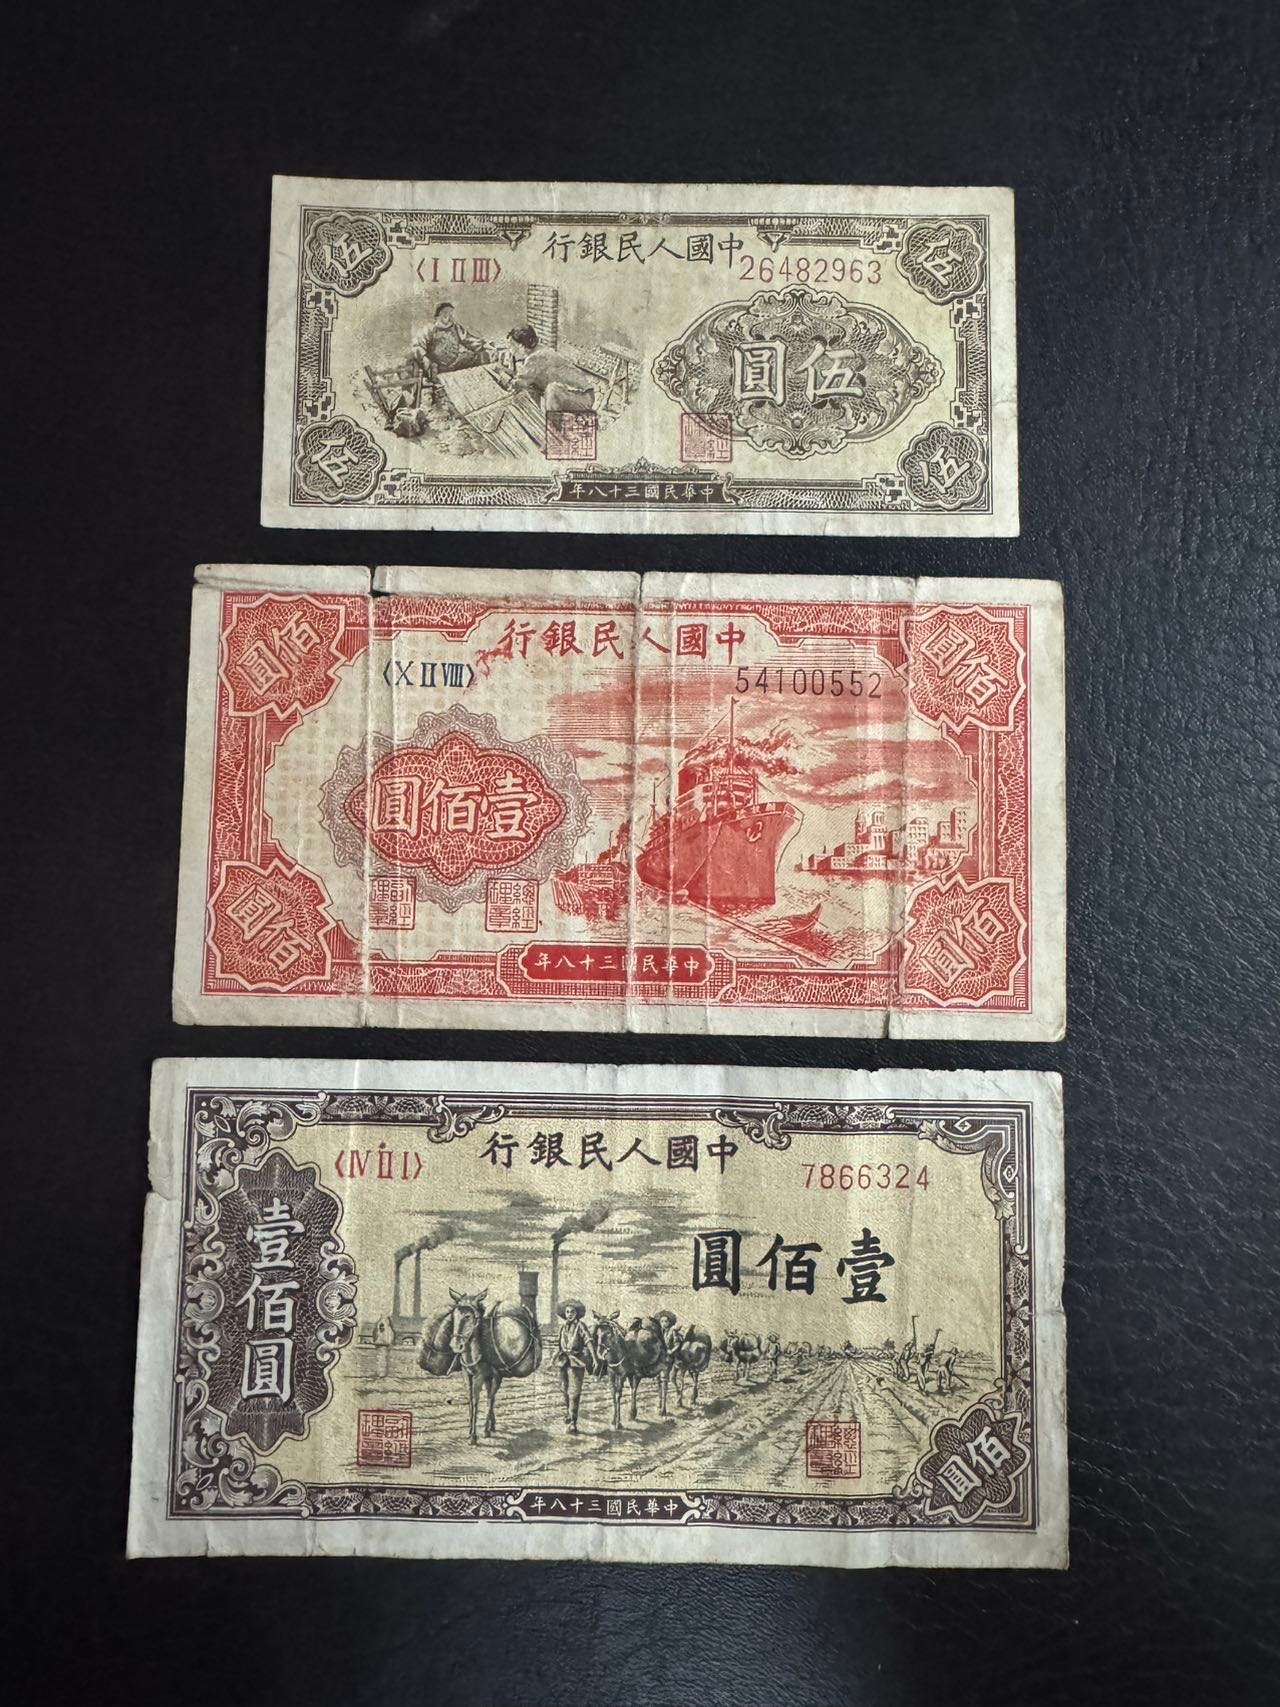 中國人民銀行
〈Ⅰ Ⅱ Ⅲ〉
26482963
伍
伍
伍圓
伍
伍
中華民國三十八年
中國人民銀行
佰圓
佰圓
〈Ⅹ Ⅱ Ⅷ〉
54100552
壹佰圓
佰圓
佰圓
中華民國三十八年
中國人民銀行
〈Ⅳ Ⅱ Ⅰ〉
7866324
壹佰圓
壹佰圓
佰圓
中華民國三十八年